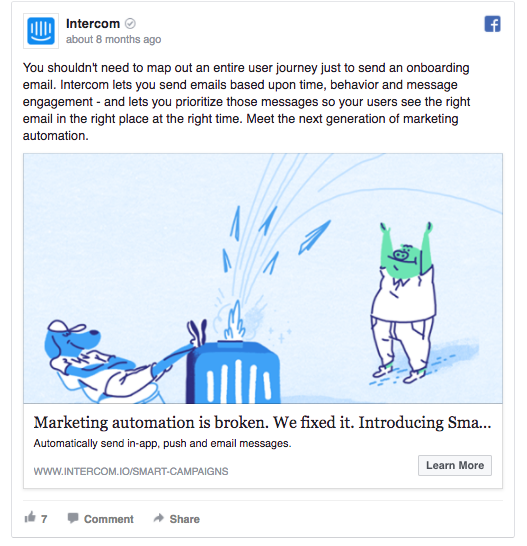 Intercom
about 8 months ago
You shouldn't need to map out an entire user journey just to send an onboarding
email. Intercom lets you send emails based upon time, behavior and message
engagement - and lets you prioritize those messages so your users see the right
email in the right place at the right time. Meet the next generation of marketing
automation.
Marketing automation is broken. We fixed it. Introducing Sma...
Automatically send in-app, push and email messages.
WWW.INTERCOM.IO/SMART-CAMPAIGNS
Learn More
7 Comment Share